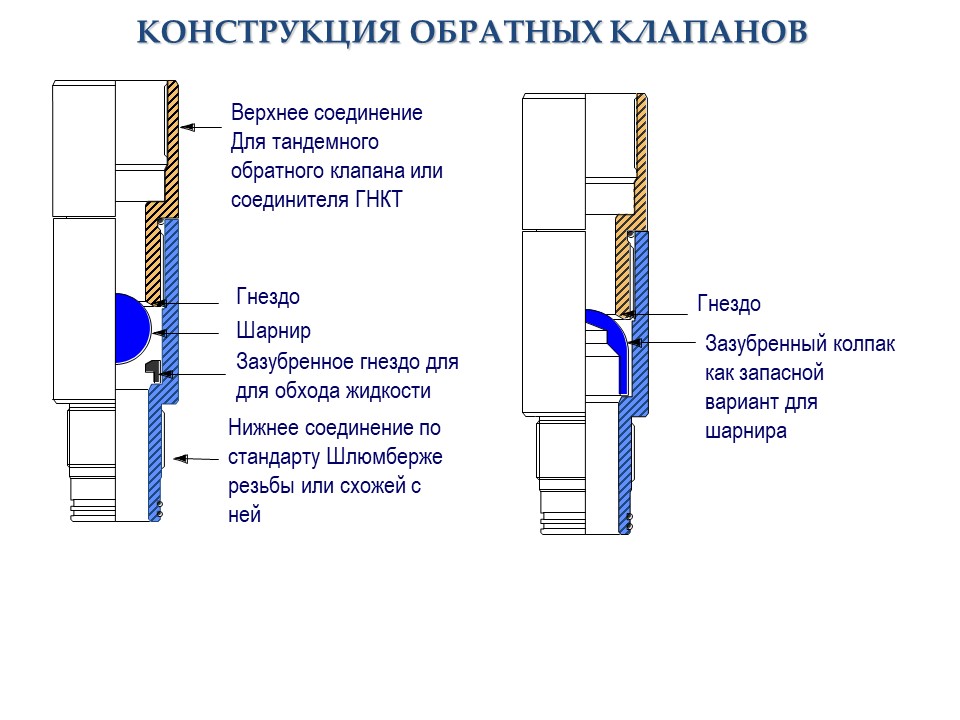 КОНСТРУКЦИЯ ОБРАТНЫХ КЛАПАНОВ
Верхнее соединение
Для тандемного
обратного клапана или
соединителя ГНКТ
Гнездо
Шарнир
Зазубренное гнездо для
для обхода жидкости
Нижнее соединение по
стандарту Шлюмберже
резьбы или схожей с
ней
Гнездо
Зазубренный колпак
как запасной
вариант для
шарнира